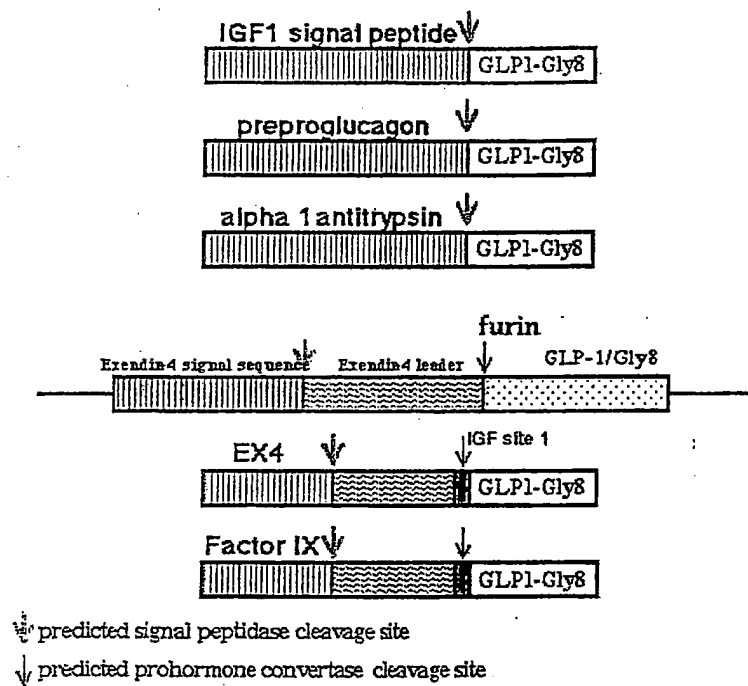 IGF1 signal peptide
GLP1-Gly8
preproglucagon
GLP1-Gly8
alpha 1 antitrypsin
GLP1-Gly8
furin
Exendin4 signal sequence
Exendin4 leader
GLP-1/Gly8
EX4
IGF site 1
GLP1-Gly8
Factor IX
GLP1-Gly8
predicted signal peptidase cleavage site
predicted prohormone convertase cleavage site